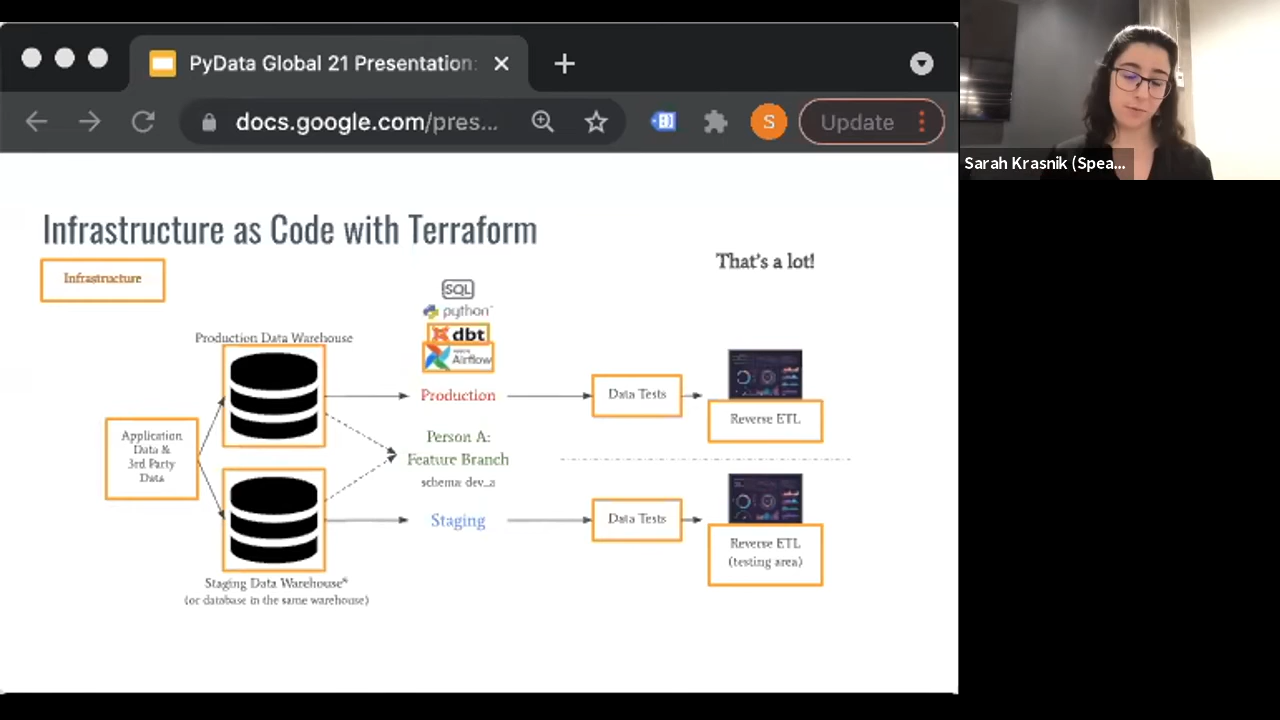 PyData Global 21 Presentation:
docs.google.com/pres...
S
Update
Sarah Krasnik (Spea...
Infrastructure as Code with Terraform
Infrastructure
That's a lot!
SQL
python
dbt
Airflow
Production Data Warehouse
Application
Data &
3rd Party
Data
Production
Data Tests
Reverse ETL
Person A:
Feature Branch
schema: dev_a
Staging
Data Tests
Reverse ETL
(testing area)
Staging Data Warehouse*
(or database in the same warehouse)